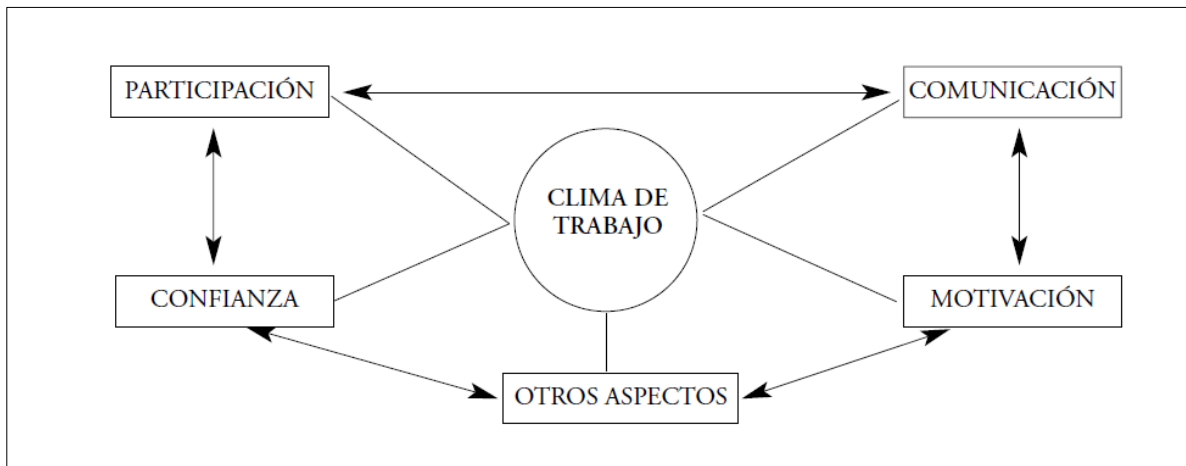 PARTICIPACIÓN
COMUNICACIÓN
CLIMA DE
TRABAJO
CONFIANZA
MOTIVACIÓN
OTROS ASPECTOS